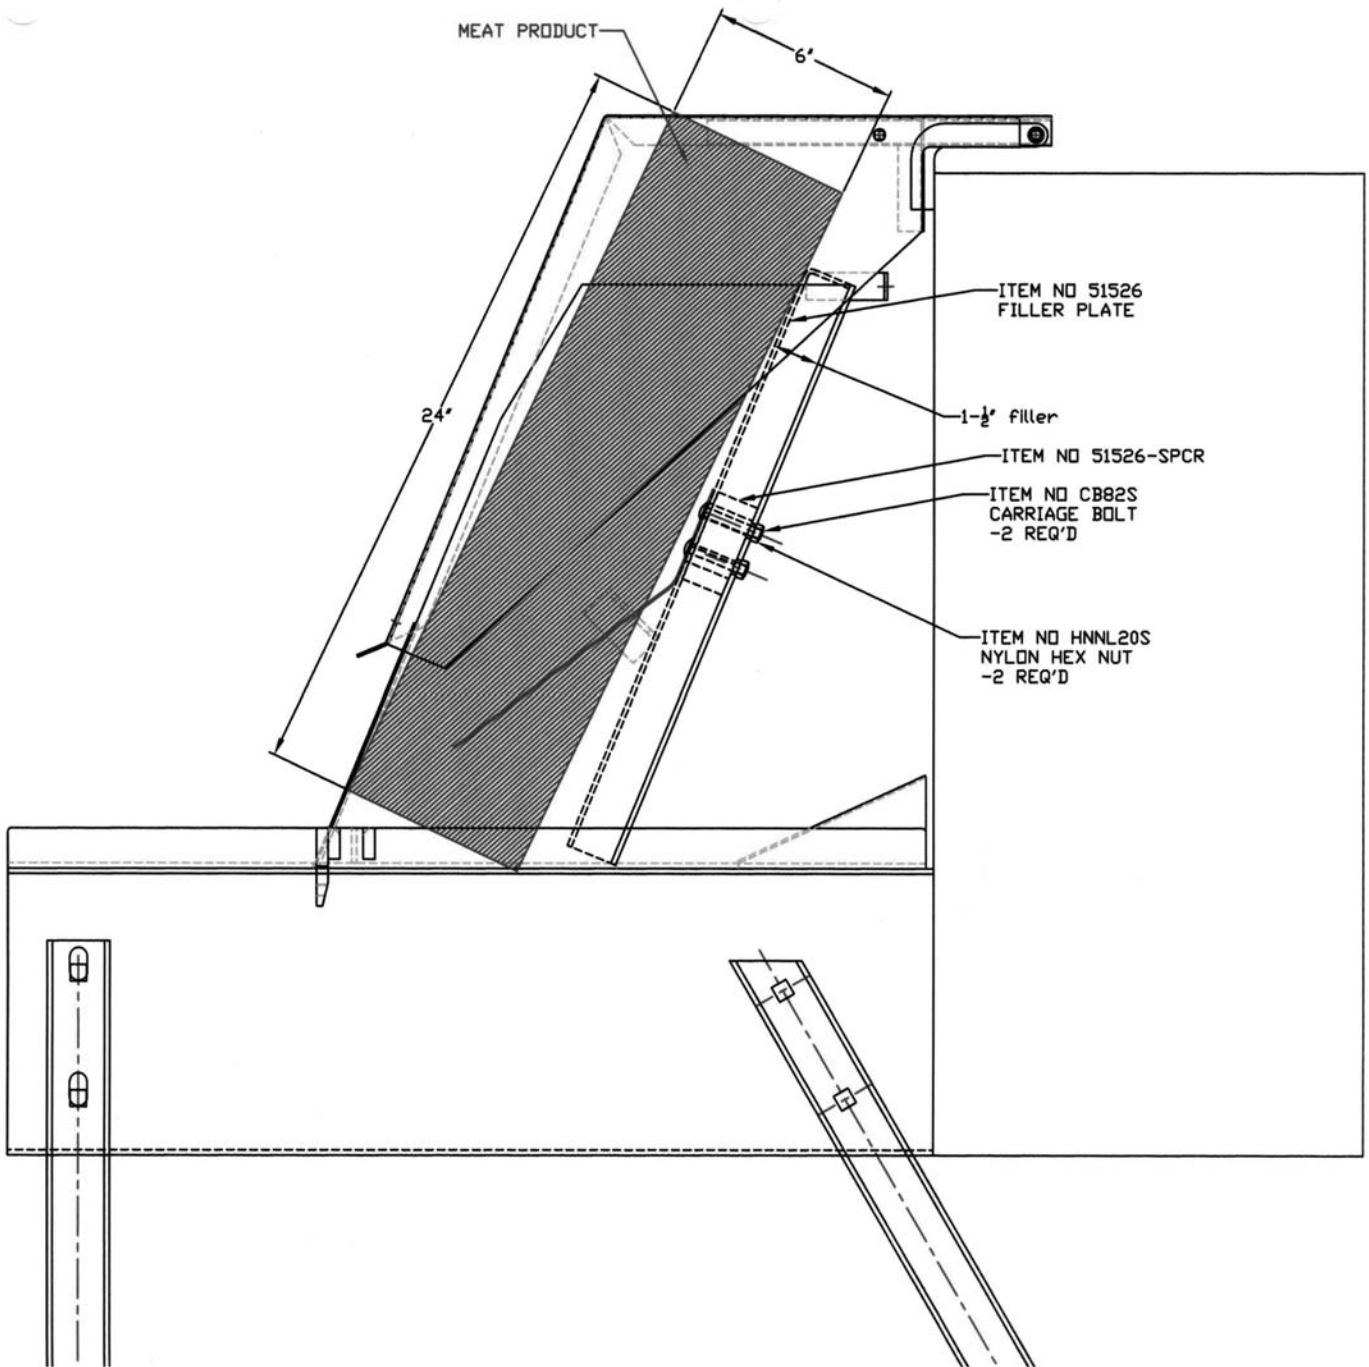 MEAT PRODUCT
6"
24"
ITEM NO 51526
FILLER PLATE
1-½" filler
ITEM NO 51526-SPCR
ITEM NO CB82S
CARRIAGE BOLT
-2 REQ'D
ITEM NO HNNL20S
NYLON HEX NUT
-2 REQ'D